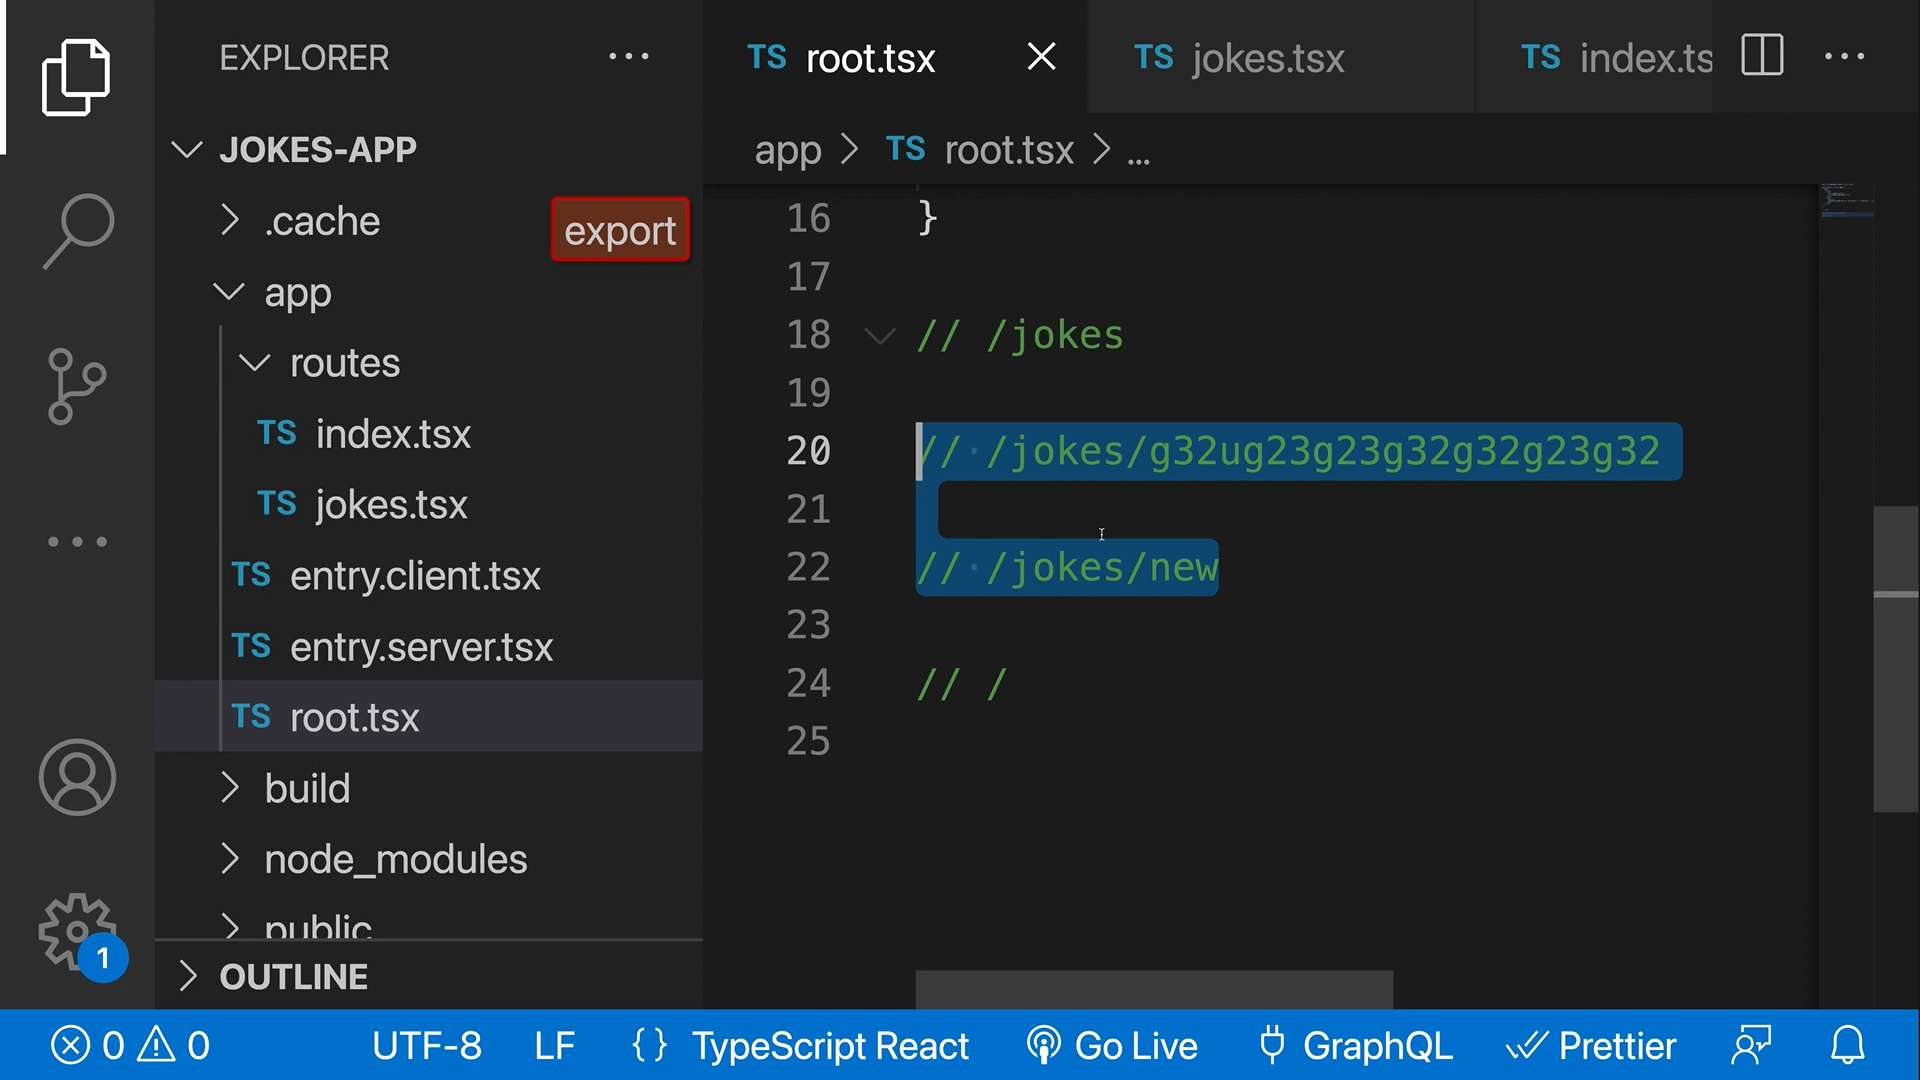 EXPLORER
JOKES-APP
.cache
export
app
routes
TS index.tsx
TS jokes.tsx
TS entry.client.tsx
TS entry.server.tsx
TS root.tsx
build
node_modules
public
OUTLINE
TS root.tsx
TS jokes.tsx
TS index.ts
app > TS root.tsx > ...
16 }
17
18 // /jokes
19
20 // /jokes/g32ug23g23g32g32g23g32
21
22 // /jokes/new
23
24 // /
25
1
0 0 UTF-8 LF {} TypeScript React Go Live GraphQL Prettier